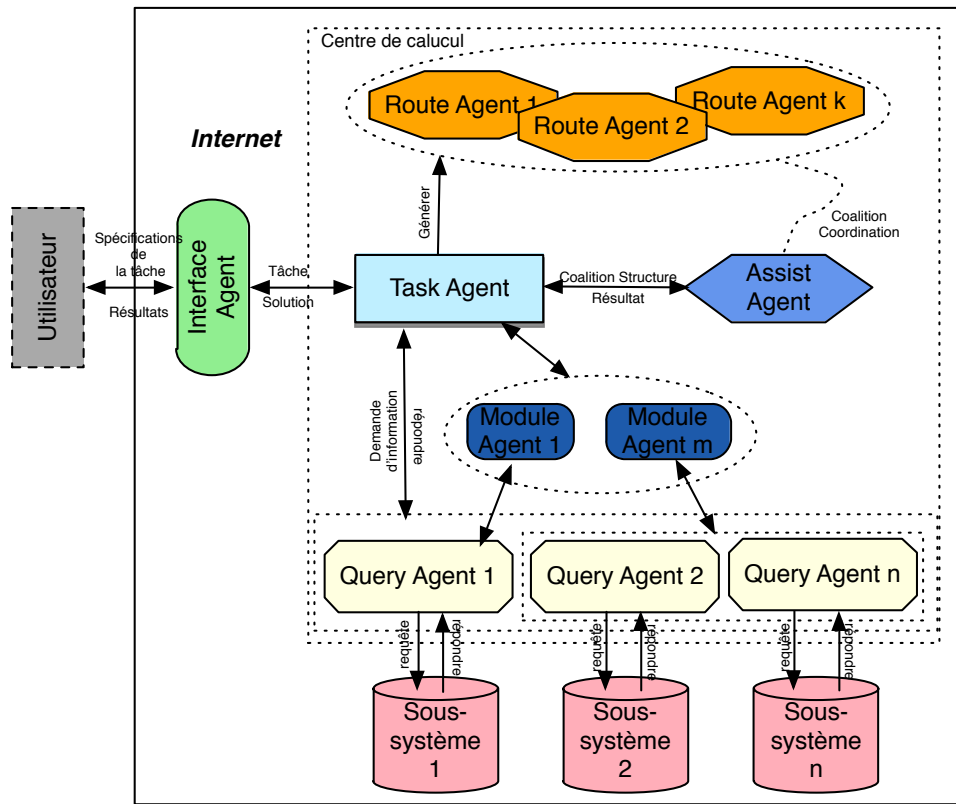 Centre de calucul
Route Agent 1
Route Agent 2
Route Agent k
Internet
Générer
Coalition
Coordination
Utilisateur
Spécifications
de
la tâche
Résultats
Interface
Agent
Tâche
Solution
Task Agent
Coalition Structure
Résultat
Assist
Agent
Demande
d'information
répondre
Module
Agent 1
Module
Agent m
Query Agent 1
Query Agent 2
Query Agent n
requête
répondre
requête
répondre
requête
répondre
Sous-
système
1
Sous-
système
2
Sous-
système
n